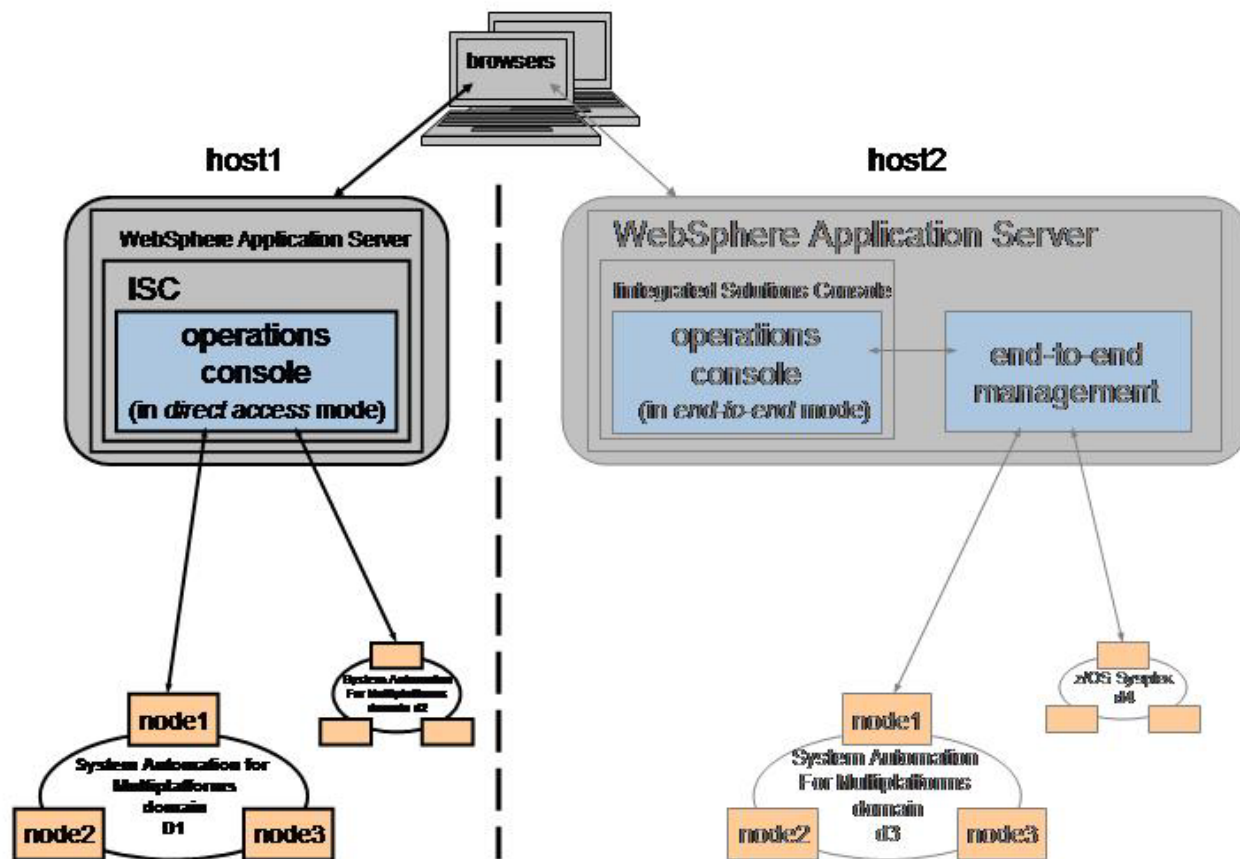 browsers
host1
WebSphere Application Server
ISC
operations
console
(in direct access mode)
host2
WebSphere Application Server
Iintegrated Solutions Console
operations
console
(in end-to-end mode)
end-to-end
management
System Automation
For Multiplatforms
domain d2
node1
System Automation for
Multiplatforms
domain
D1
node2
node3
z/OS Sysplex
d4
node1
System Automation
For Multiplatforms
domain
d3
node2
node3